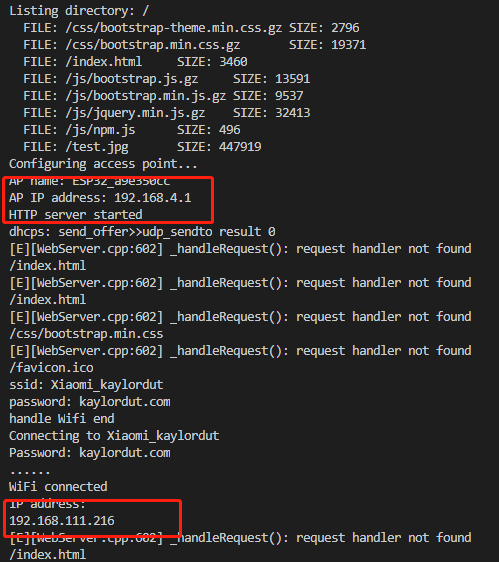 Listing directory: /
FILE: /css/bootstrap-theme.min.css.gz SIZE: 2796
FILE: /css/bootstrap.min.css.gz SIZE: 19371
FILE: /index.html SIZE: 3460
FILE: /js/bootstrap.js.gz SIZE: 13591
FILE: /js/bootstrap.min.js.gz SIZE: 9537
FILE: /js/jquery.min.js.gz SIZE: 32413
FILE: /js/npm.js SIZE: 496
FILE: /test.jpg SIZE: 447919
Configuring access point...
AP name: ESP32_a9e350cc
AP IP address: 192.168.4.1
HTTP server started
dhcps: send_offer>>udp_sendto result 0
[E][WebServer.cpp:602] _handleRequest(): request handler not found
/index.html
[E][WebServer.cpp:602] _handleRequest(): request handler not found
/index.html
[E][WebServer.cpp:602] _handleRequest(): request handler not found
/css/bootstrap.min.css
[E][WebServer.cpp:602] _handleRequest(): request handler not found
/favicon.ico
ssid: Xiaomi_kaylordut
password: kaylordut.com
handle Wifi end
Connecting to Xiaomi_kaylordut
Password: kaylordut.com
......
WiFi connected
IP address:
192.168.111.216
[E][WebServer.cpp:602] _handleRequest(): request handler not found
/index.html